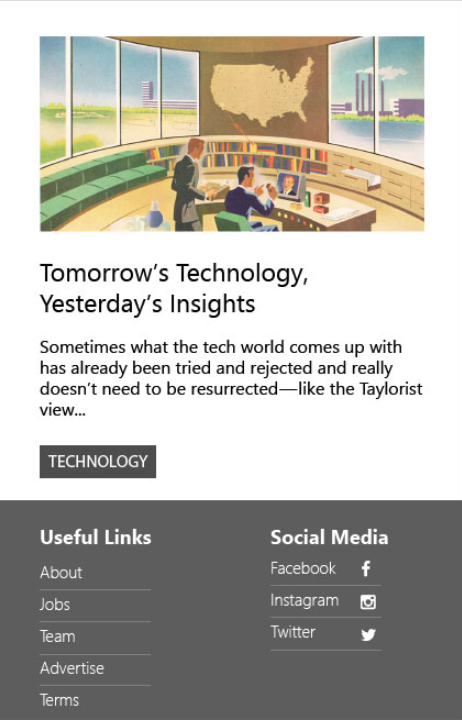 Tomorrow’s Technology,
Yesterday’s Insights
Sometimes what the tech world comes up with
has already been tried and rejected and really
doesn’t need to be resurrected—like the Taylorist
view...
TECHNOLOGY
Useful Links
About
Jobs
Team
Advertise
Terms
Social Media
Facebook
Instagram
Twitter